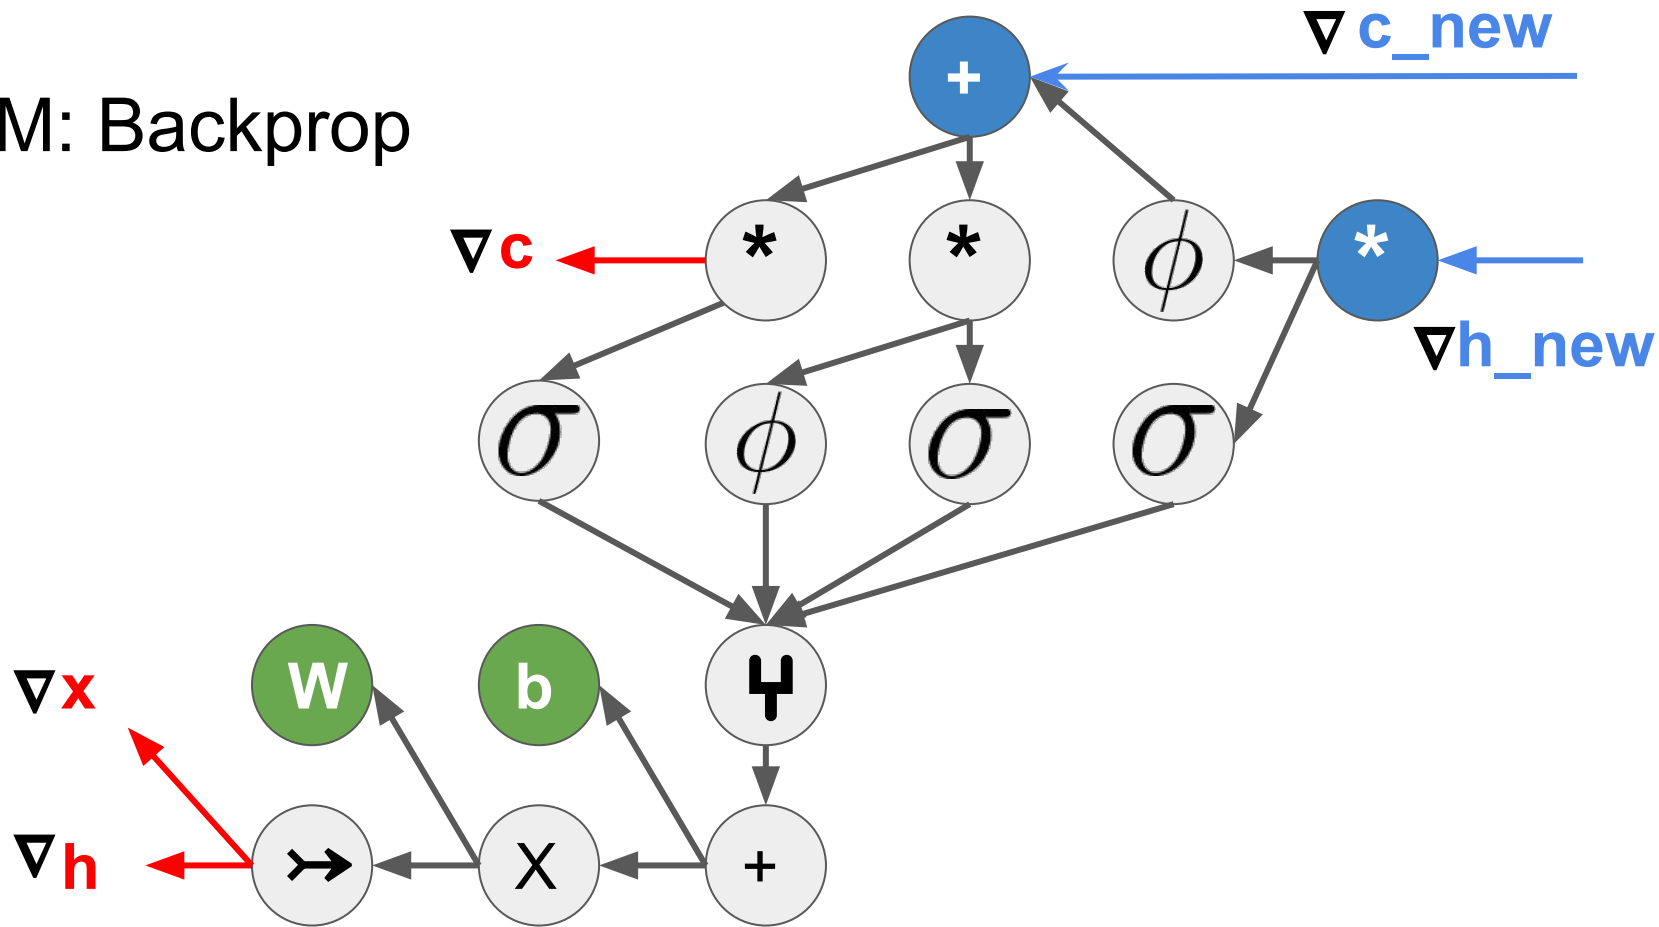 ∇ c_new
+
M: Backprop
∇ c
*
*
ϕ
*
∇h_new
σ
ϕ
σ
σ
∇x
W
b
∇h
X
+